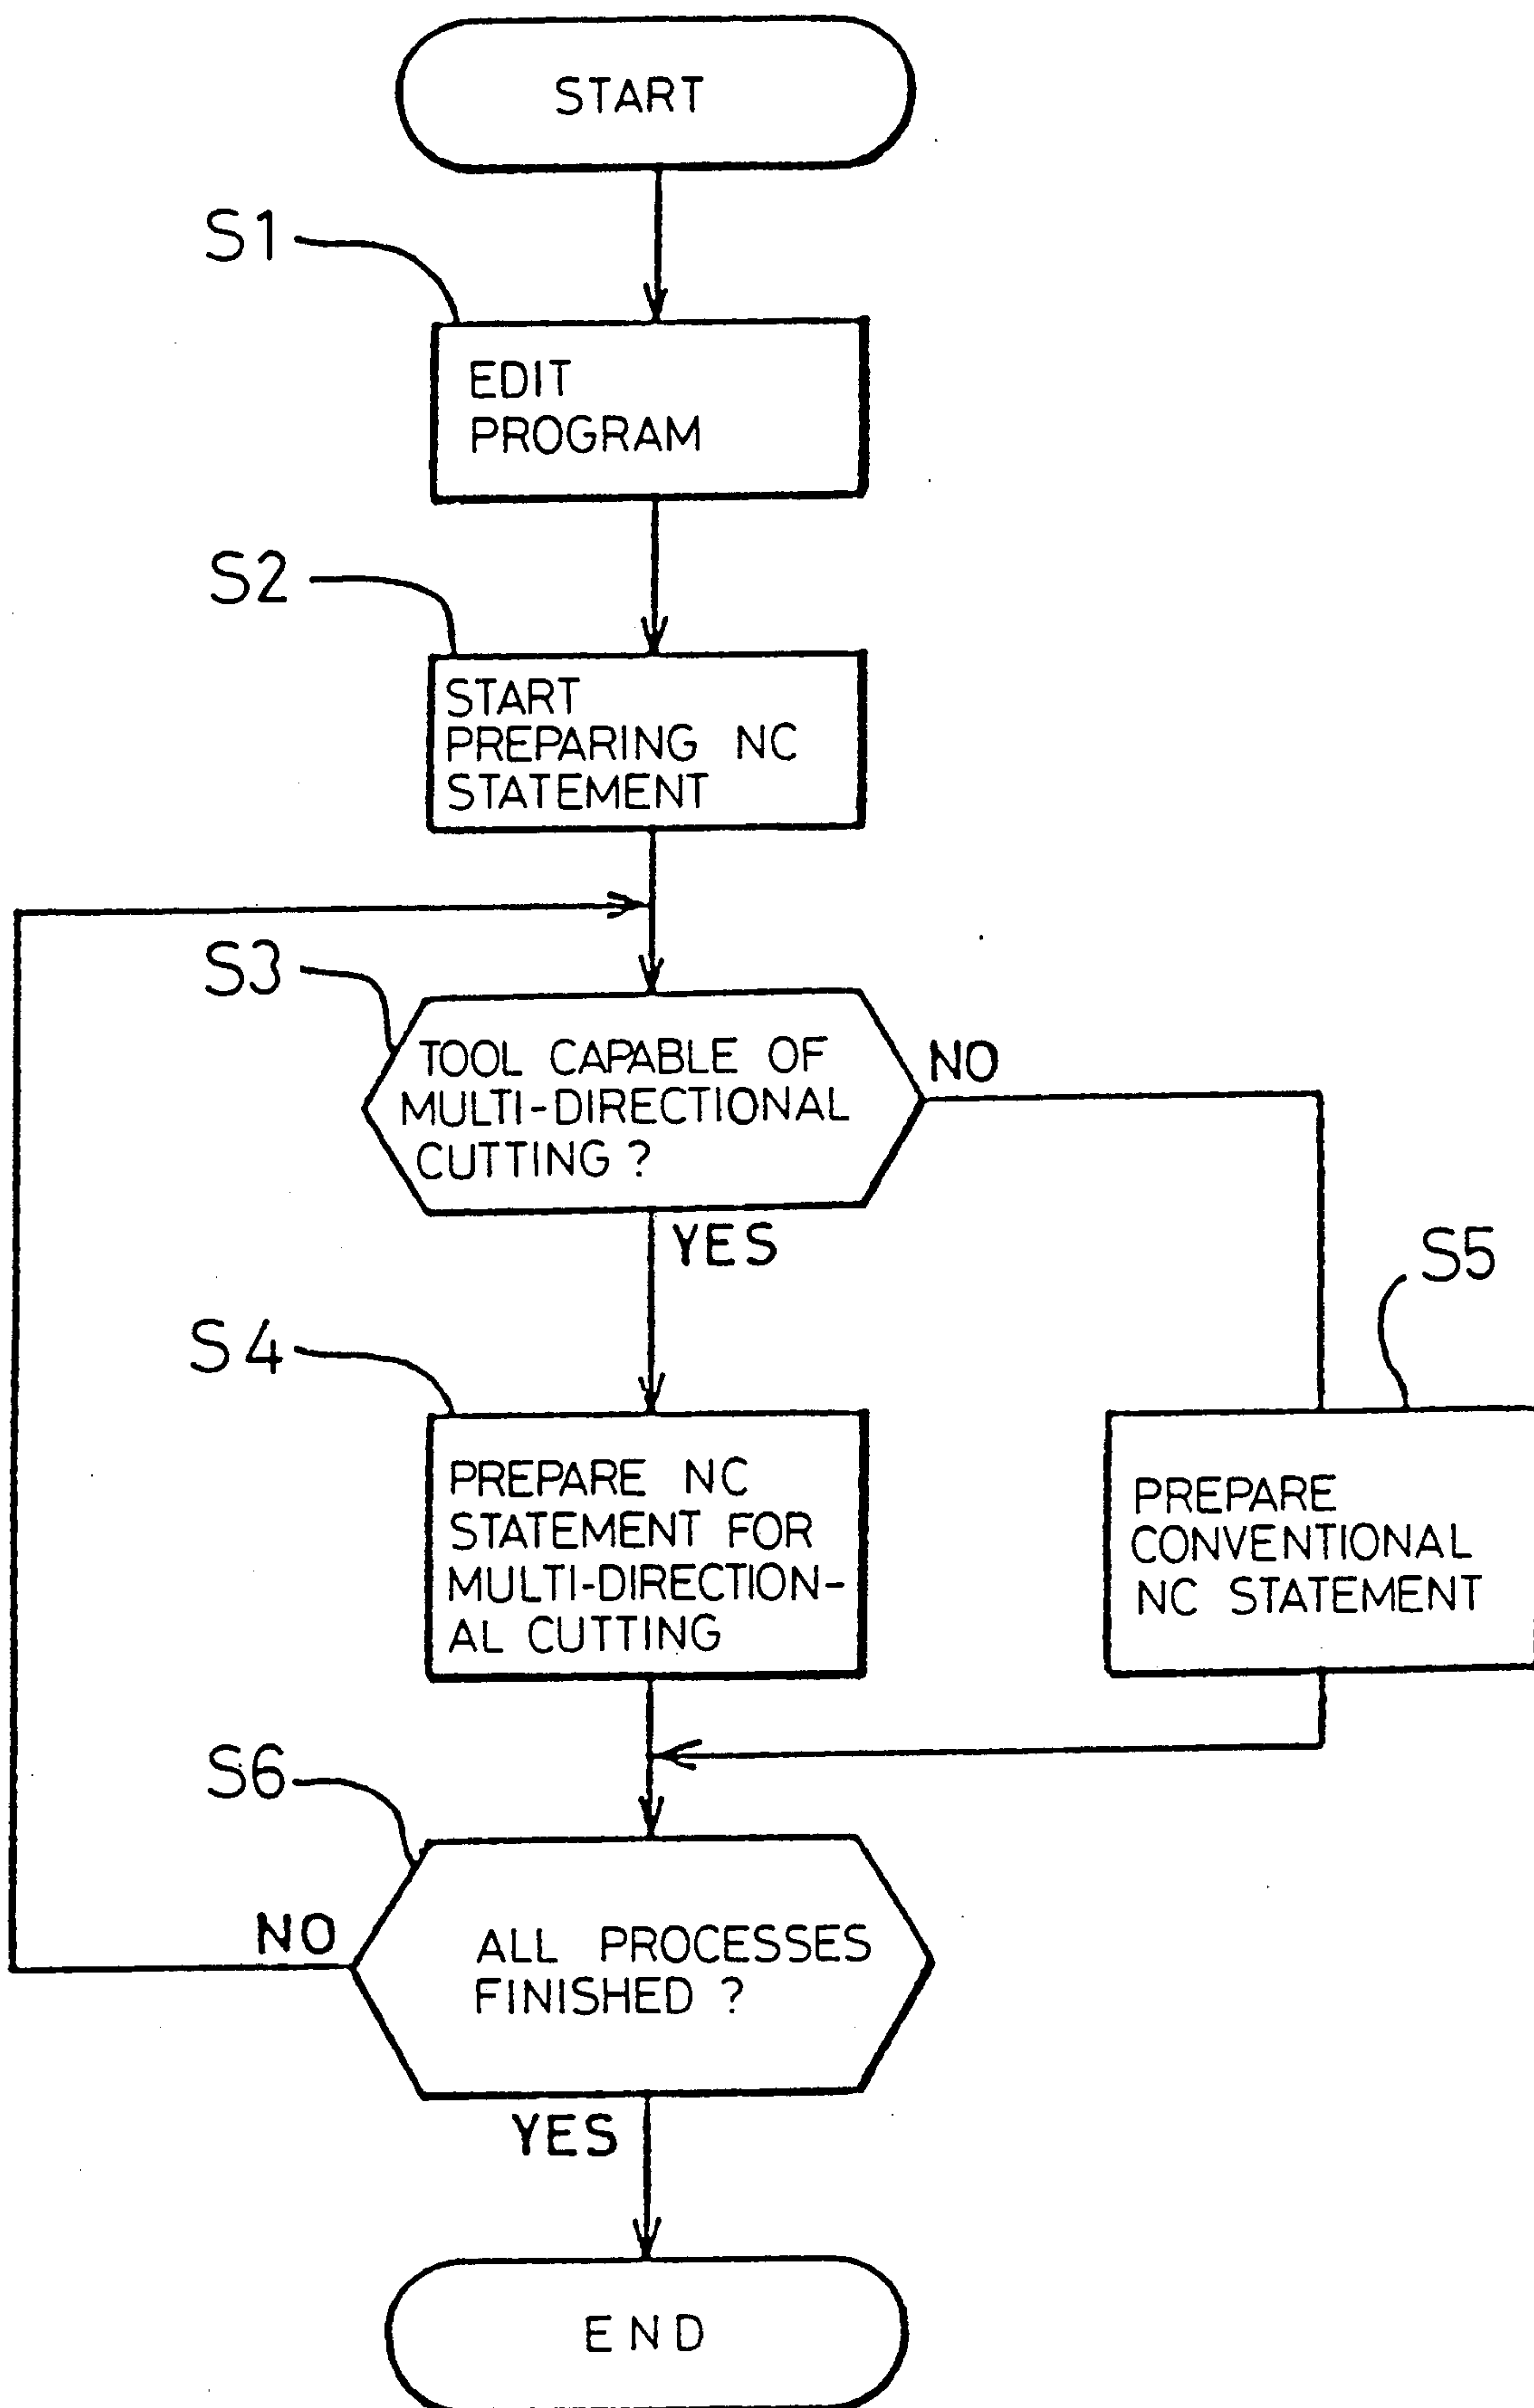 START
S1
EDIT
PROGRAM
S2
START
PREPARING NC
STATEMENT
S3
TOOL CAPABLE OF
MULTI-DIRECTIONAL
CUTTING ?
NO
YES
S5
S4
PREPARE NC
STATEMENT FOR
MULTI-DIRECTION-
AL CUTTING
PREPARE
CONVENTIONAL
NC STATEMENT
S6
NO
ALL PROCESSES
FINISHED ?
YES
END